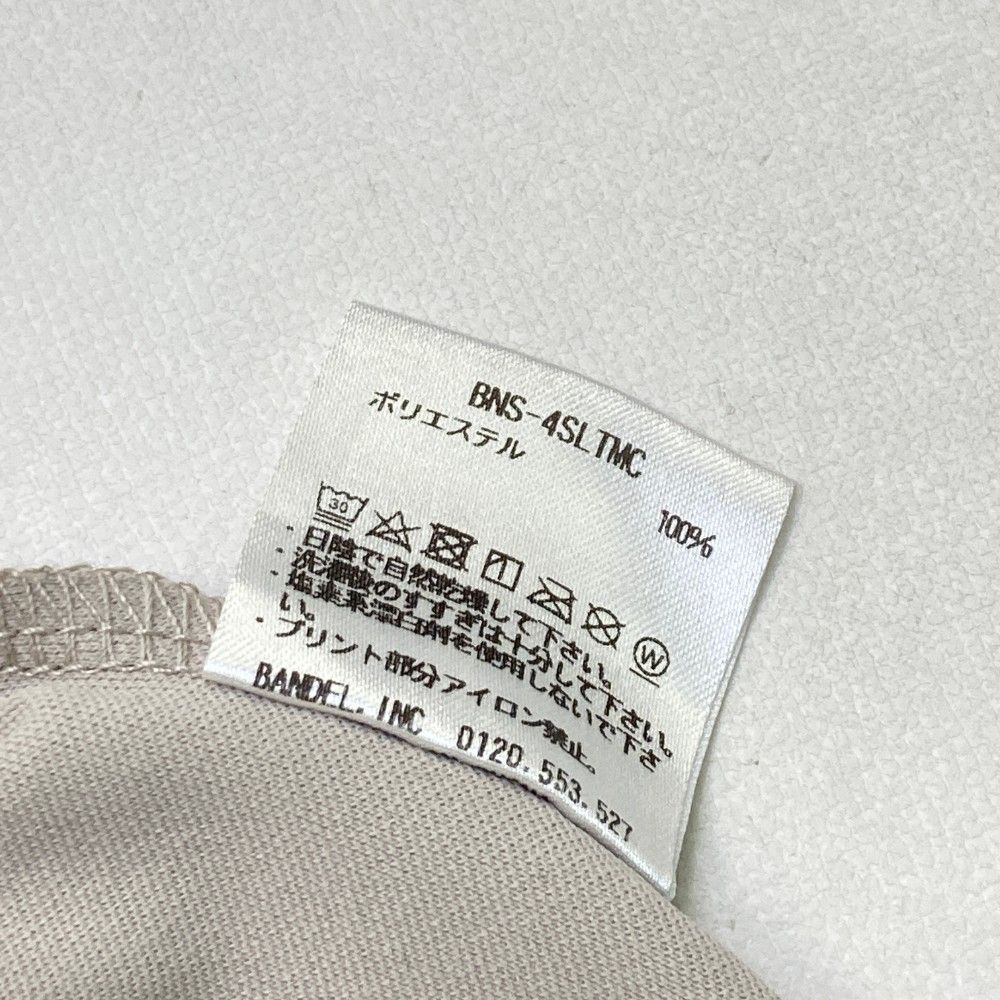 BNS-4SLTMC
ポリエステル 100%
30
W
・日陰で自然乾燥して下さい。
・洗濯後のすすぎは十分して下さい。
・塩素系漂白剤を使用しないで下さ
い。
・プリント部分アイロン禁止。
BANDEL.INC 0120.553.527